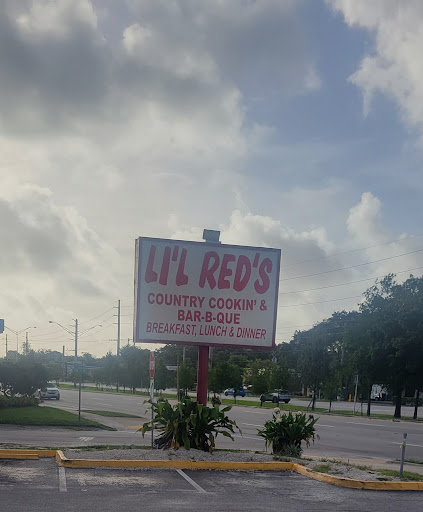 LI'L RED'S
COUNTRY COOKIN' &
BAR-B-QUE
BREAKFAST, LUNCH & DINNER